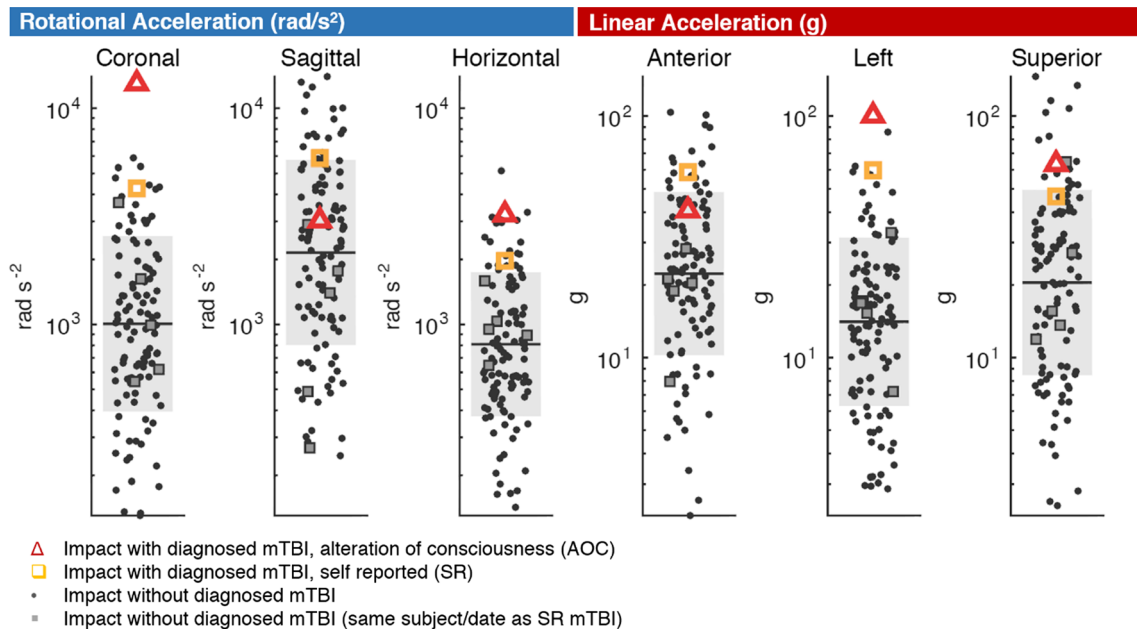 Rotational Acceleration (rad/s²) Linear Acceleration (g)
Coronal Sagittal Horizontal Anterior Left Superior
10⁴ 10⁴ 10⁴ 10² 10² 10²
rad s⁻² rad s⁻² rad s⁻² g g g
10³ 10³ 10³ 10¹ 10¹ 10¹
Impact with diagnosed mTBI, alteration of consciousness (AOC)
Impact with diagnosed mTBI, self reported (SR)
Impact without diagnosed mTBI
Impact without diagnosed mTBI (same subject/date as SR mTBI)